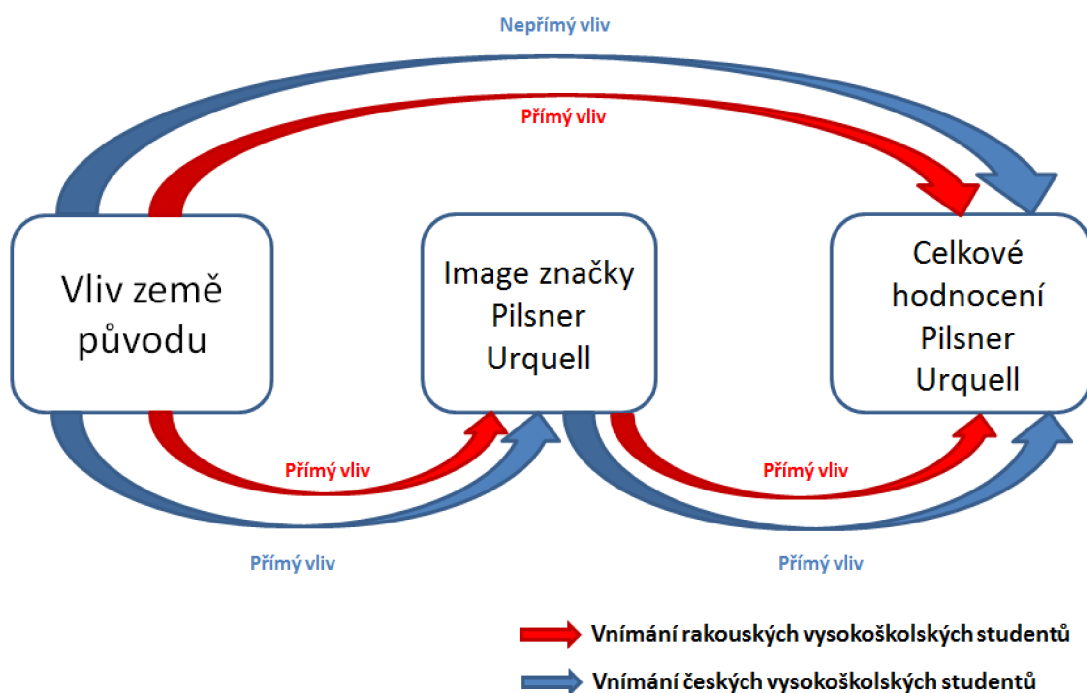 Nepřímý vliv
Přímý vliv
Vliv země
původu
Image značky
Pilsner
Urquell
Celkové
hodnocení
Pilsner
Urquell
Přímý vliv
Přímý vliv
Přímý vliv
Přímý vliv
Vnímání rakouských vysokoškolských studentů
Vnímání českých vysokoškolských studentů